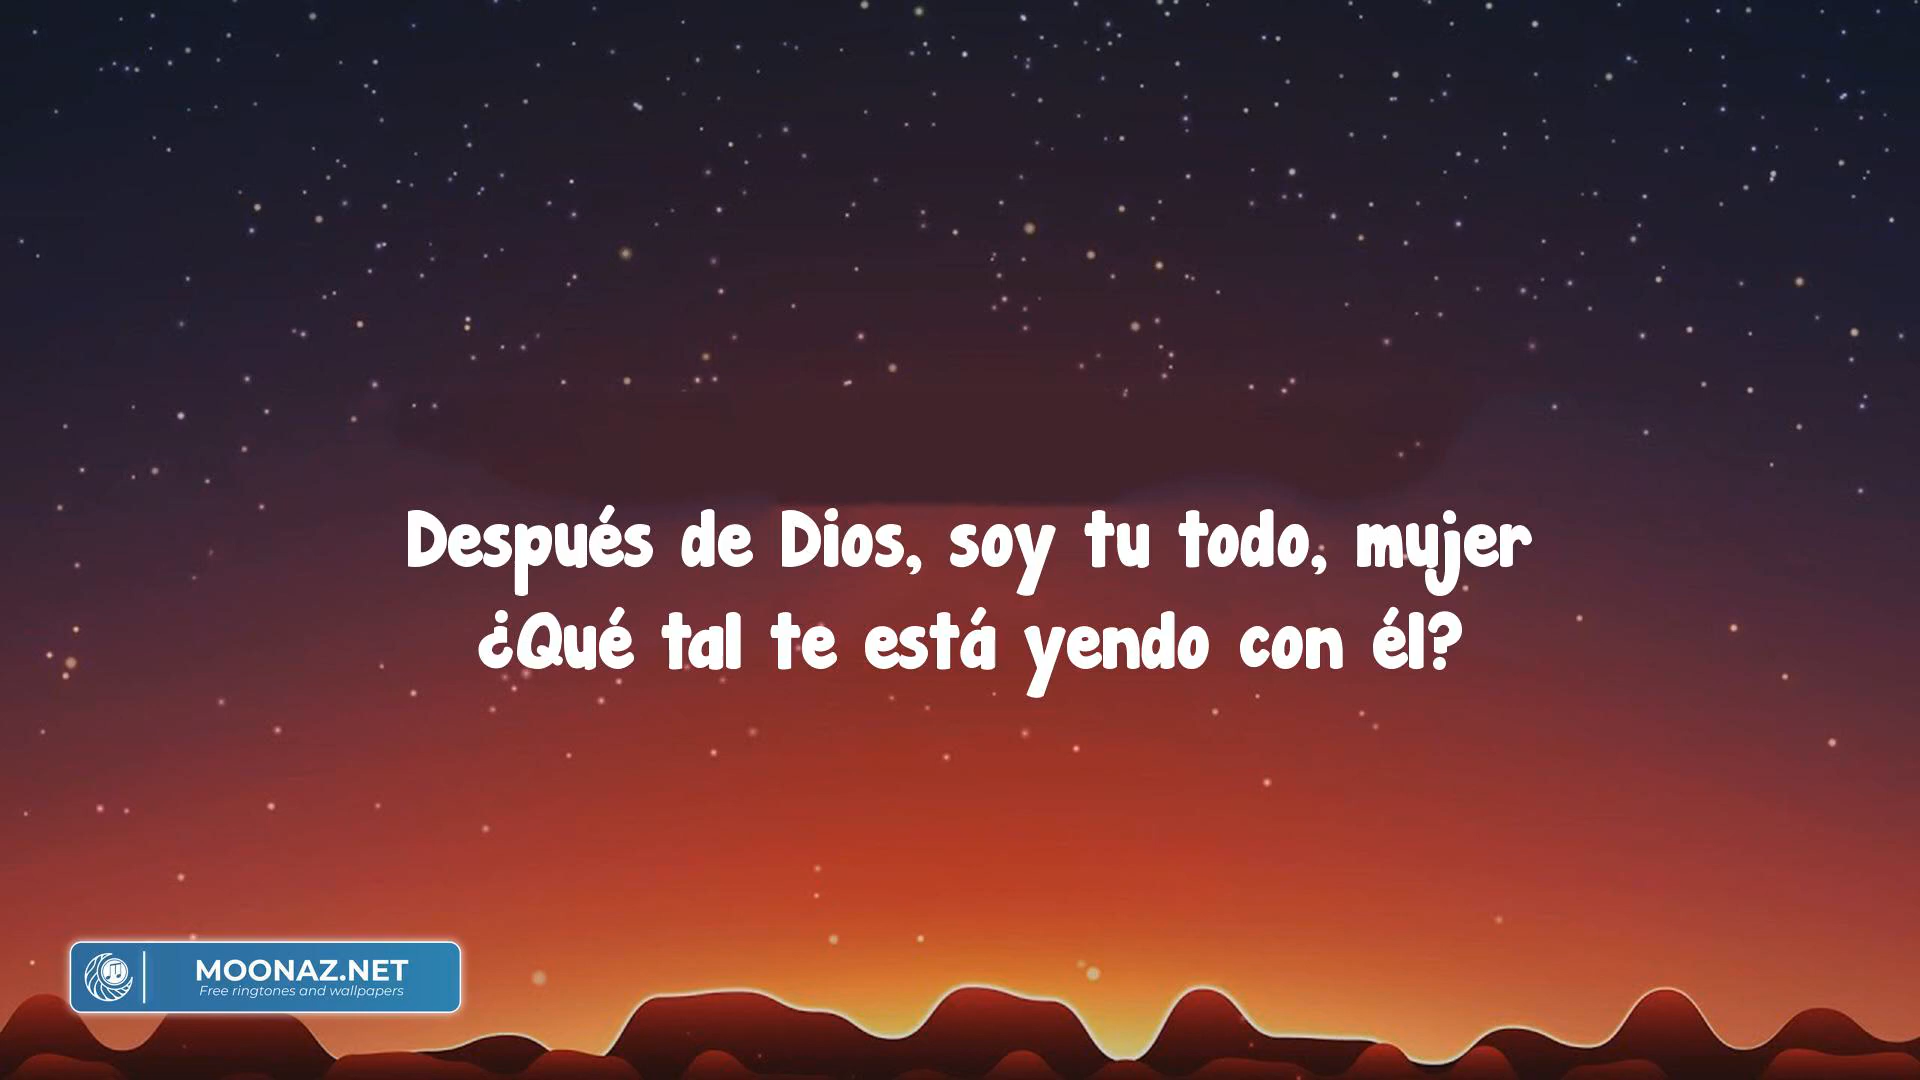 Después de Dios, soy tu todo, mujer
¿Qué tal te está yendo con él?
MOONAZ.NET
Free ringtones and wallpapers